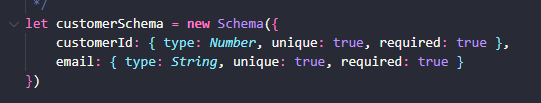 */
let customerSchema = new Schema({
    customerId: { type: Number, unique: true, required: true },
    email: { type: String, unique: true, required: true }
})